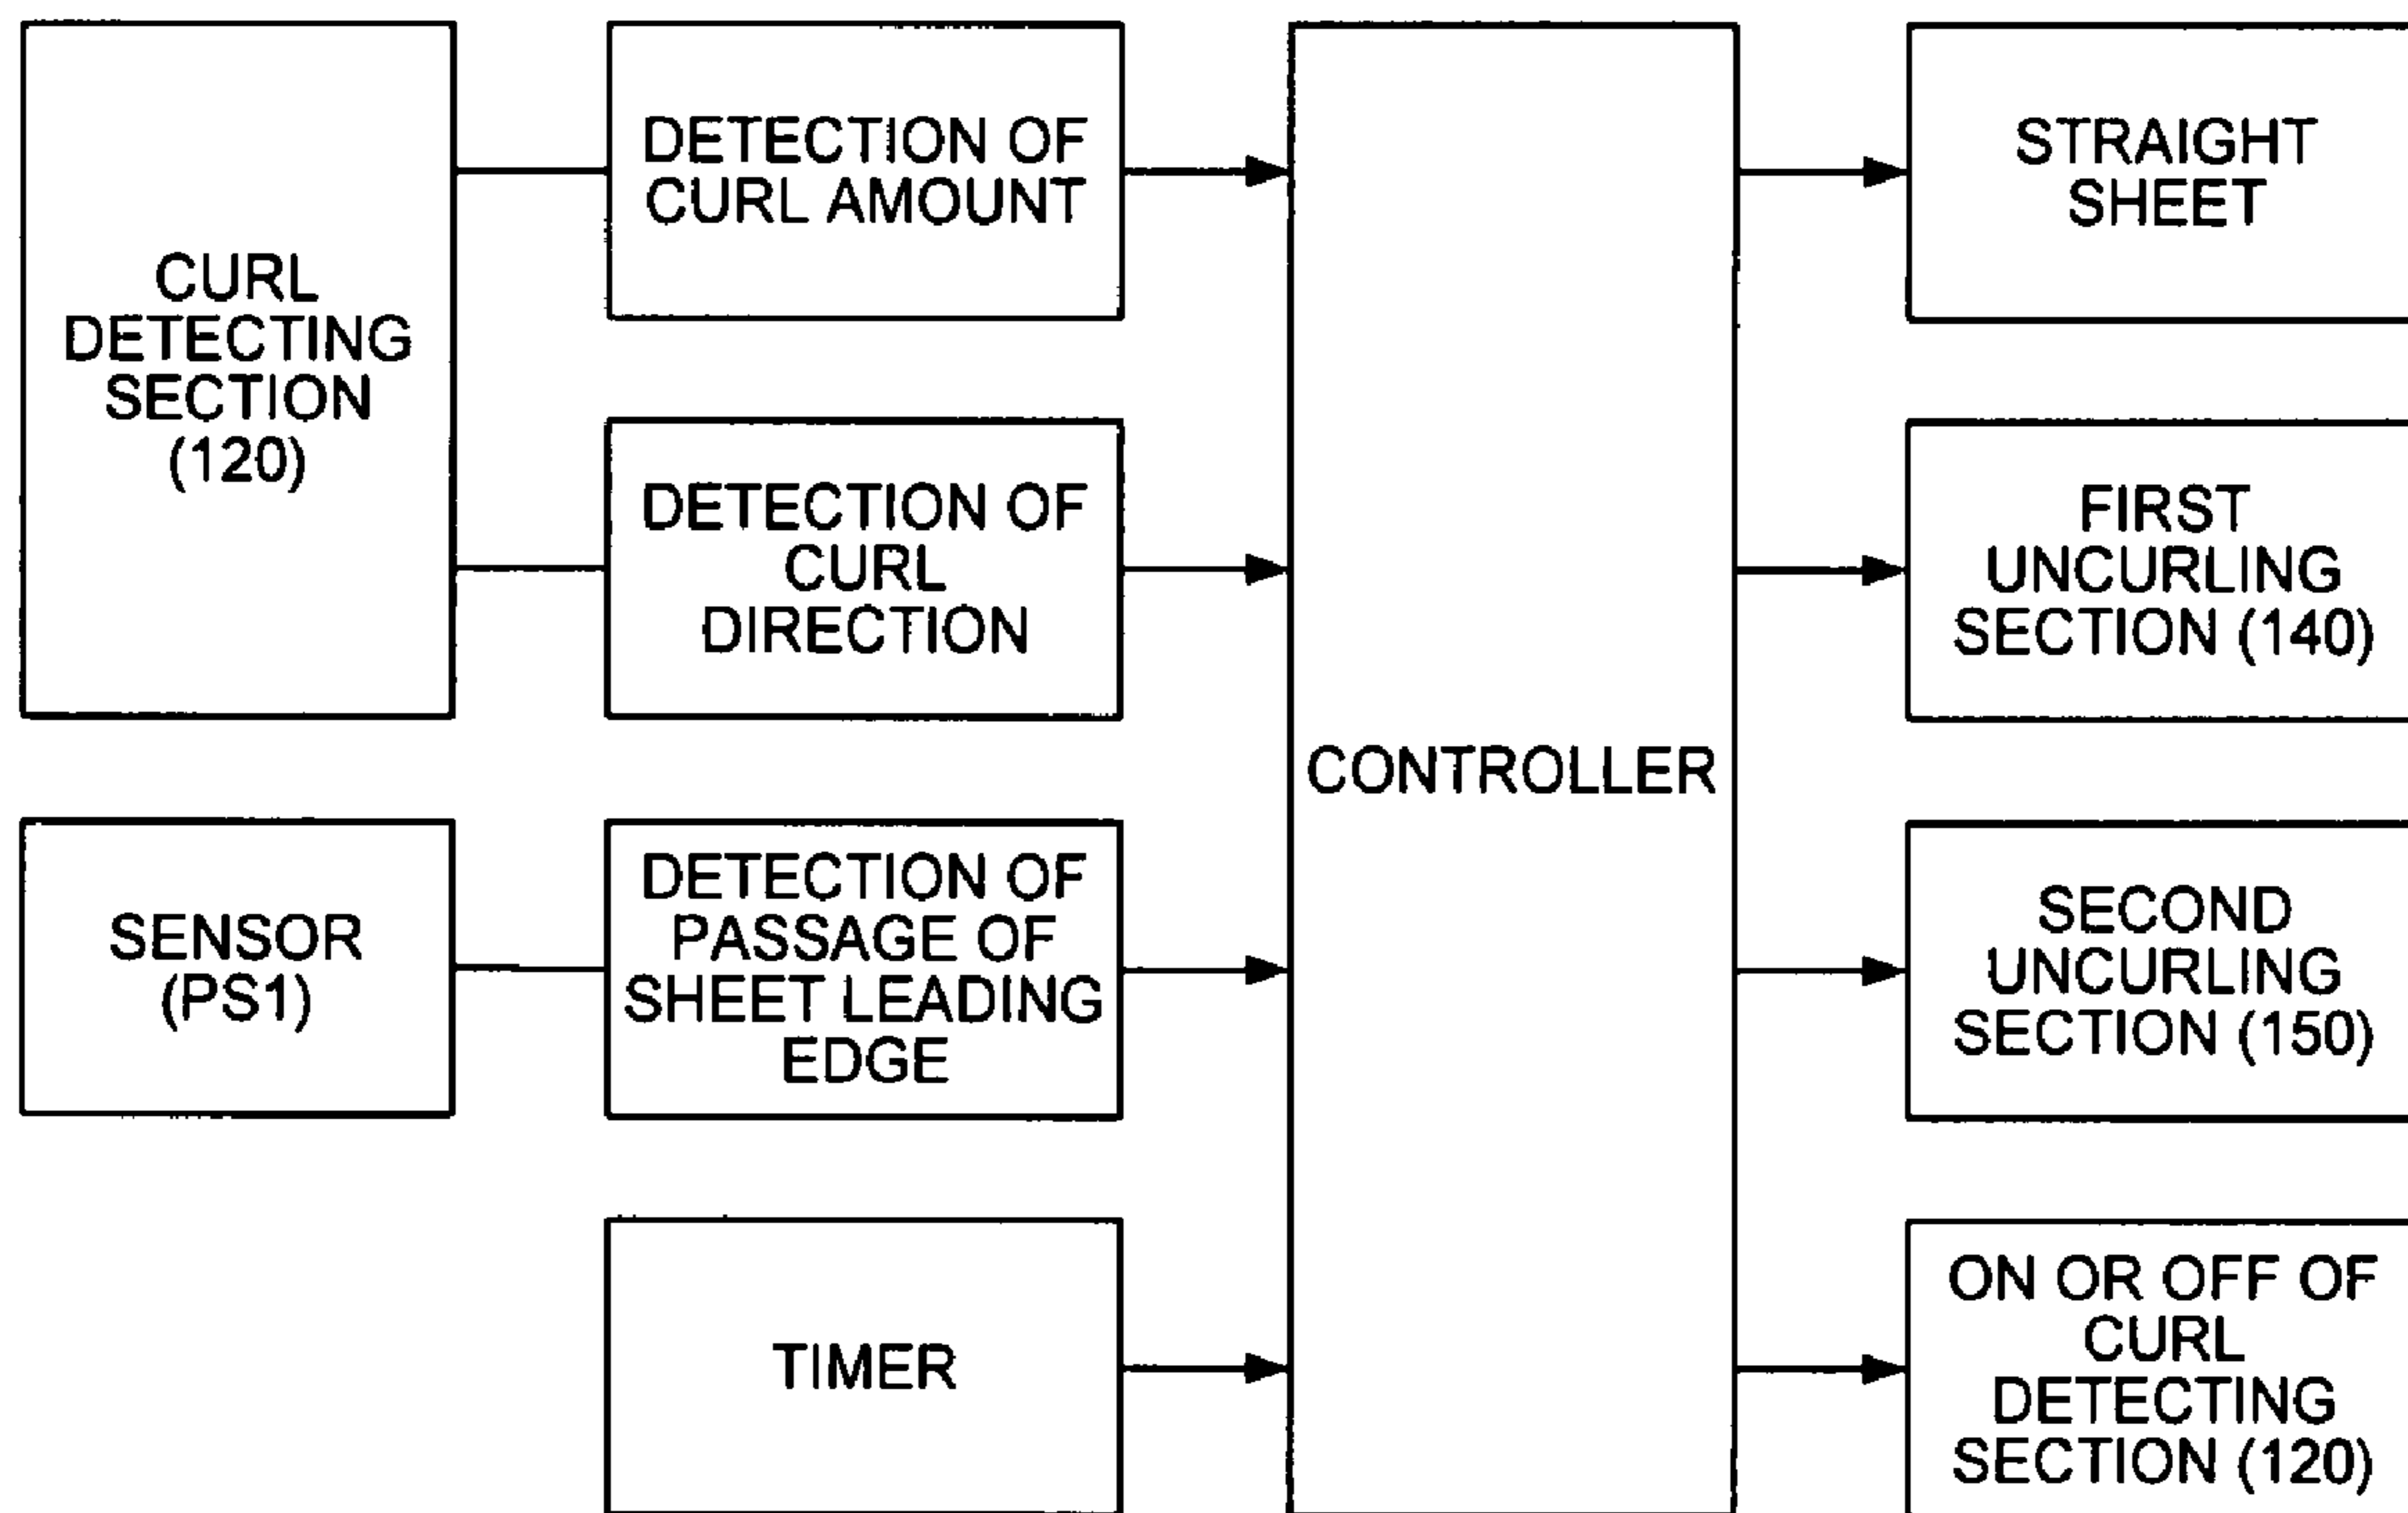 CURL
DETECTING
SECTION
(120)
DETECTION OF
CURL AMOUNT
DETECTION OF
CURL
DIRECTION
SENSOR
(PS1)
DETECTION OF
PASSAGE OF
SHEET LEADING
EDGE
TIMER
CONTROLLER
STRAIGHT
SHEET
FIRST
UNCURLING
SECTION (140)
SECOND
UNCURLING
SECTION (150)
ON OR OFF OF
CURL
DETECTING
SECTION (120)